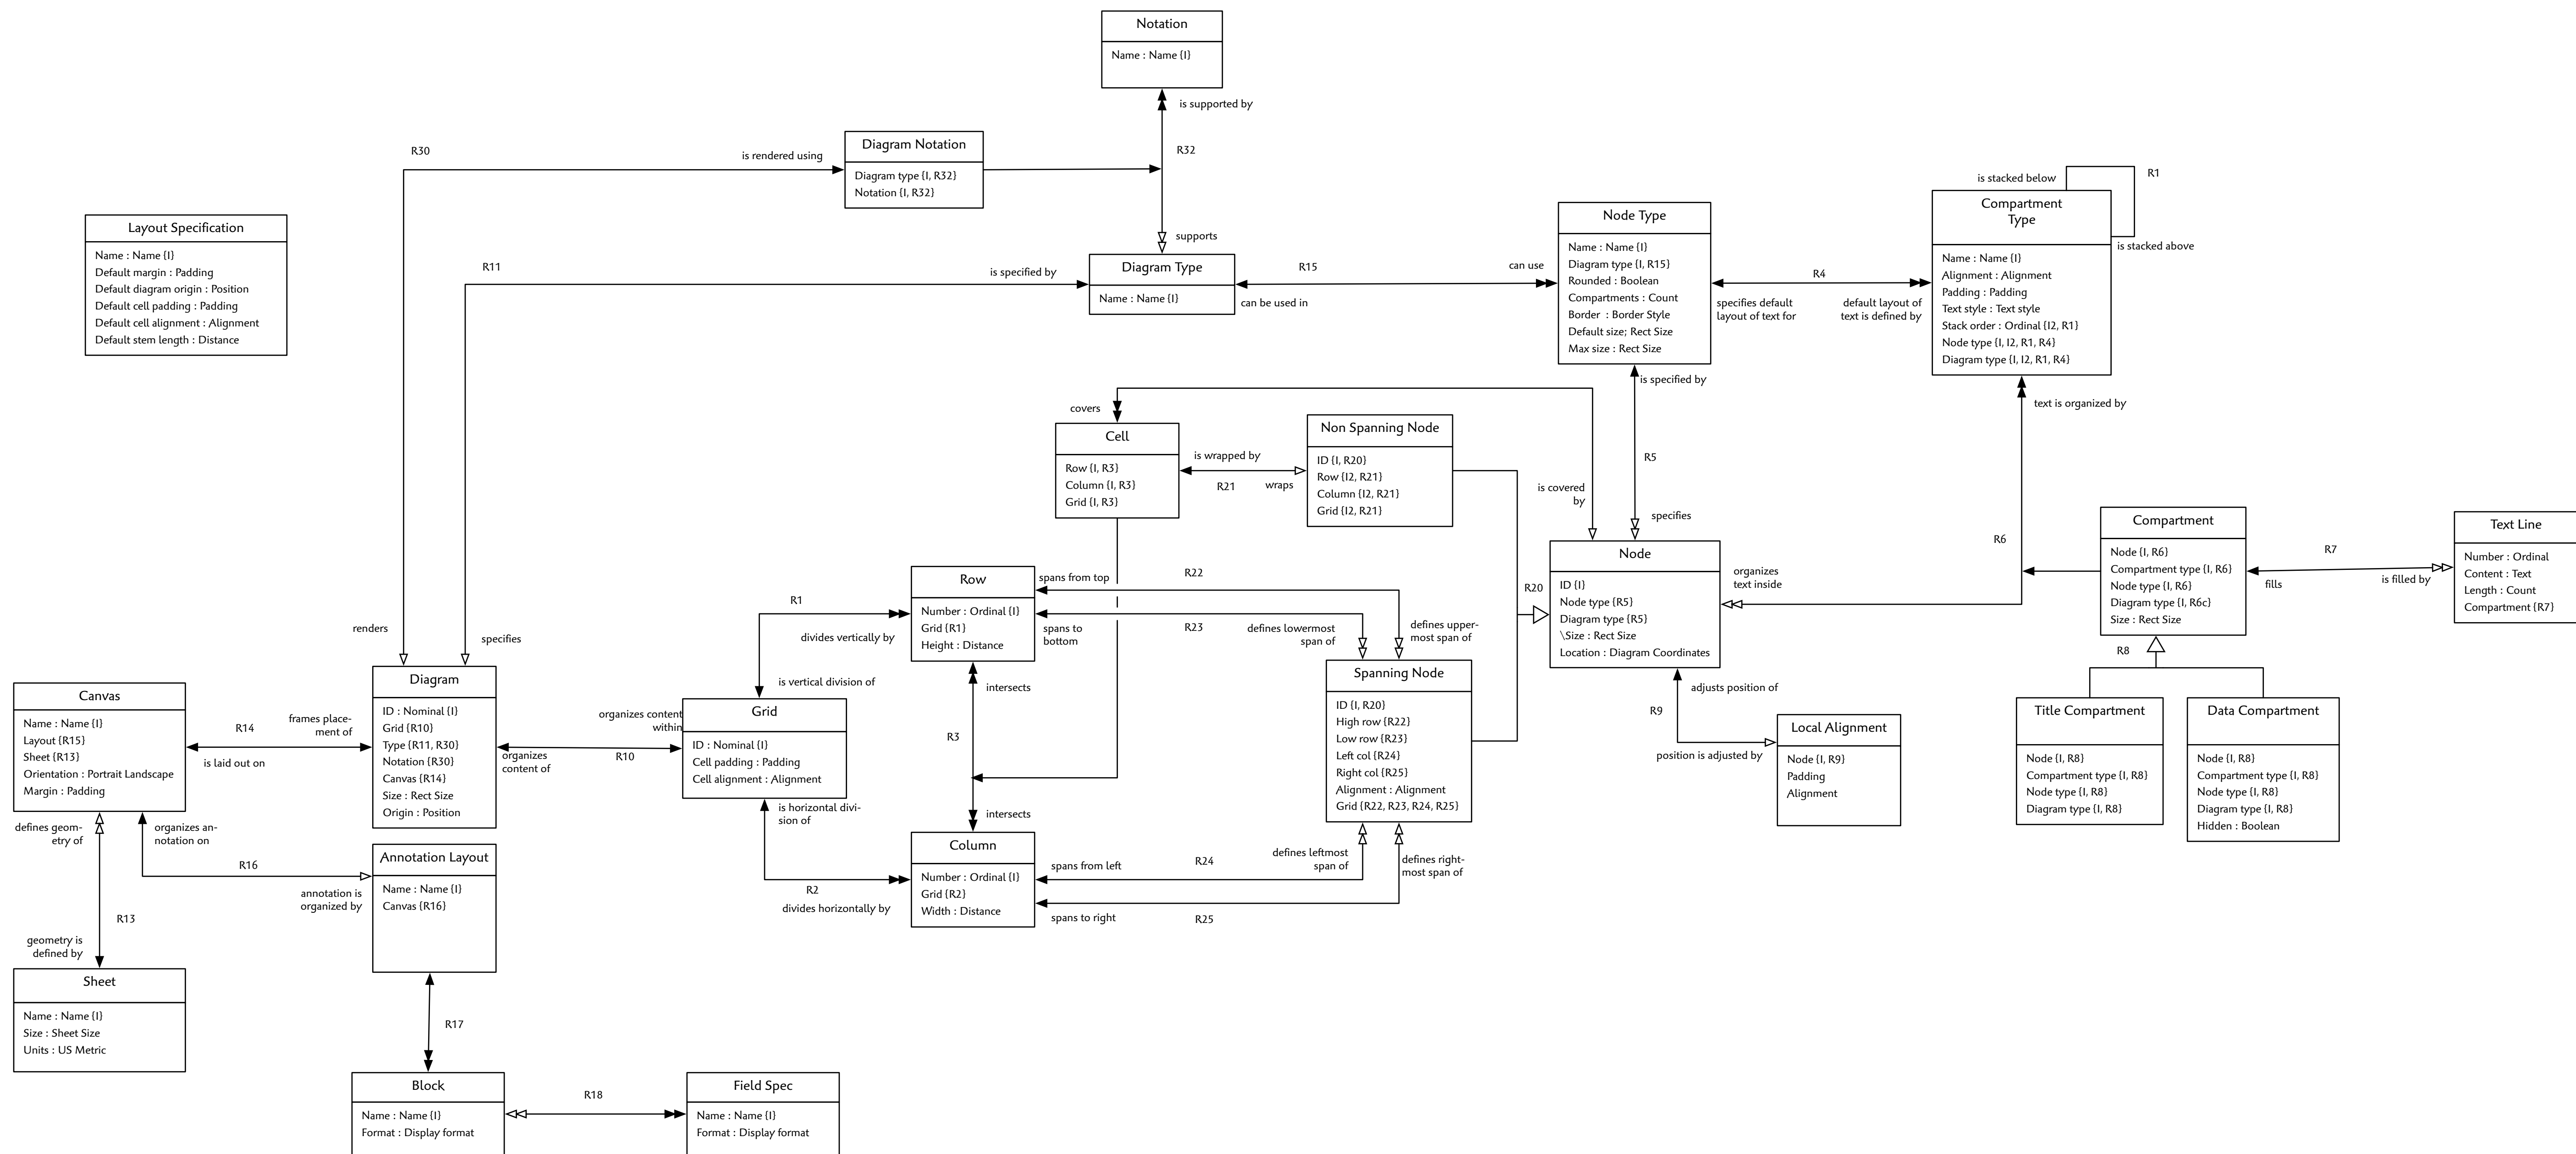 Notation
Name : Name {I}
is supported by
R32
supports
Diagram Notation
Diagram type {I, R32}
Notation {I, R32}
R30
is rendered using
renders
Layout Specification
Name : Name {I}
Default margin : Padding
Default diagram origin : Position
Default cell padding : Padding
Default cell alignment : Alignment
Default stem length : Distance
R11
is specified by
specifies
Diagram Type
Name : Name {I}
R15
can use
can be used in
Node Type
Name : Name {I}
Diagram type {I, R15}
Rounded : Boolean
Compartments : Count
Border : Border Style
Default size; Rect Size
Max size : Rect Size
R4
specifies default
layout of text for
default layout of
text is defined by
is stacked below
R1
is stacked above
Compartment
Type
Name : Name {I}
Alignment : Alignment
Padding : Padding
Text style : Text style
Stack order : Ordinal {I2, R1}
Node type {I, I2, R1, R4}
Diagram type {I, I2, R1, R4}
is specified by
R5
specifies
text is organized by
R6
organizes
text inside
covers
is covered
by
Cell
Row {I, R3}
Column {I, R3}
Grid {I, R3}
is wrapped by
R21
wraps
Non Spanning Node
ID {I, R20}
Row {I2, R21}
Column {I2, R21}
Grid {I2, R21}
R20
Node
ID {I}
Node type {R5}
Diagram type {R5}
\Size : Rect Size
Location : Diagram Coordinates
Compartment
Node {I, R6}
Compartment type {I, R6}
Node type {I, R6}
Diagram type {I, R6c}
Size : Rect Size
R7
fills
is filled by
Text Line
Number : Ordinal
Content : Text
Length : Count
Compartment {R7}
R8
Title Compartment
Node {I, R8}
Compartment type {I, R8}
Node type {I, R8}
Diagram type {I, R8}
Data Compartment
Node {I, R8}
Compartment type {I, R8}
Node type {I, R8}
Diagram type {I, R8}
Hidden : Boolean
adjusts position of
R9
position is adjusted by
Local Alignment
Node {I, R9}
Padding
Alignment
Row
Number : Ordinal {I}
Grid {R1}
Height : Distance
spans from top
R22
spans to
bottom
R23
defines lowermost
span of
defines upper-
most span of
R1
divides vertically by
is vertical division of
intersects
R3
intersects
Spanning Node
ID {I, R20}
High row {R22}
Low row {R23}
Left col {R24}
Right col {R25}
Alignment : Alignment
Grid {R22, R23, R24, R25}
Grid
ID : Nominal {I}
Cell padding : Padding
Cell alignment : Alignment
is horizontal divi-
sion of
R2
divides horizontally by
Column
Number : Ordinal {I}
Grid {R2}
Width : Distance
spans from left
R24
defines leftmost
span of
defines right-
most span of
spans to right
R25
Diagram
ID : Nominal {I}
Grid {R10}
Type {R11, R30}
Notation {R30}
Canvas {R14}
Size : Rect Size
Origin : Position
organizes content
within
organizes
content of
R10
Canvas
Name : Name {I}
Layout {R15}
Sheet {R13}
Orientation : Portrait Landscape
Margin : Padding
R14
frames place-
ment of
is laid out on
defines geom-
etry of
organizes an-
notation on
R16
annotation is
organized by
R13
geometry is
defined by
Annotation Layout
Name : Name {I}
Canvas {R16}
Sheet
Name : Name {I}
Size : Sheet Size
Units : US Metric
R17
Block
Name : Name {I}
Format : Display format
R18
Field Spec
Name : Name {I}
Format : Display format